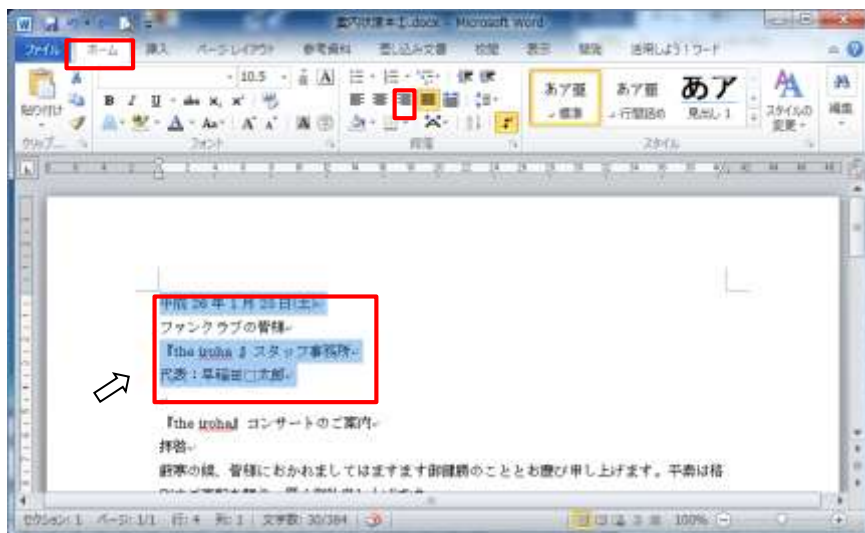 案内状課本1.docx - Microsoft Word
ファイル ホーム 挿入 ページ レイアウト 参考資料 差し込み文書 校閲 表示 開発 活用しよう!ワード
10.5
貼り付け
あア亜 あア亜 あア
標準 行間詰め 見出し 1
スタイルの変更 編集
フォント 段落 スタイル
平成 26 年 1 月 25 日(土)
ファンクラブの皆様
『the iroha 』スタッフ事務所
代表：早稲田□太郎
『the iroha』コンサートのご案内
拝啓
厳寒の候、皆様におかれましてはますます御健勝のこととお慶び申し上げます。平素は格
セクション: 1 ページ: 1/1 行: 4 列: 1 文字数: 30/384 100%